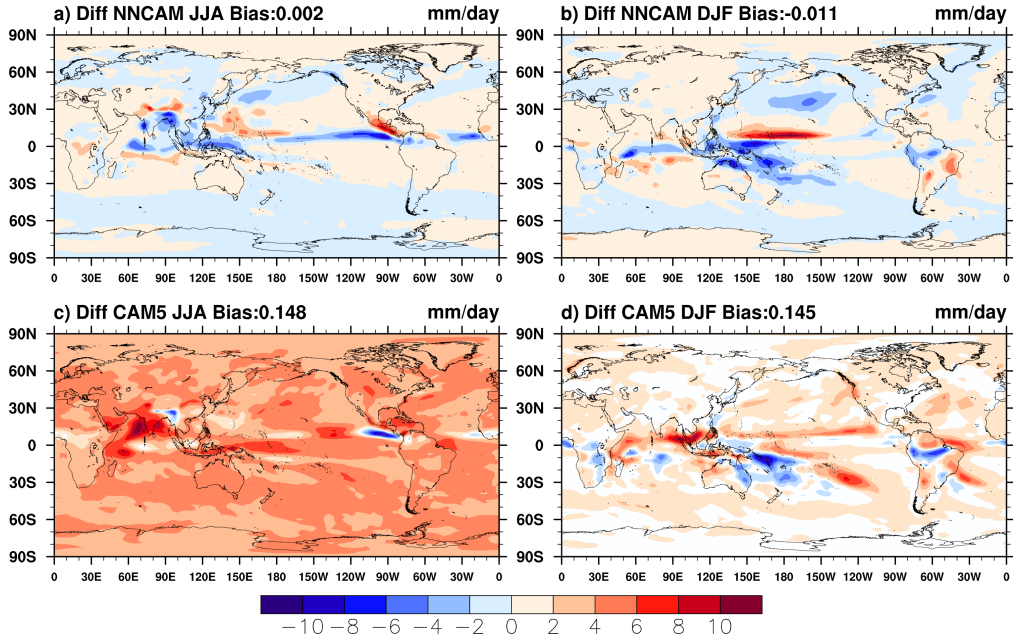 a) Diff NNCAM JJA Bias:0.002 mm/day
b) Diff NNCAM DJF Bias:-0.011 mm/day
90N
60N
30N
0
30S
60S
90S
0 30E 60E 90E 120E 150E 180E 150W 120W 90W 60W 30W
90N
60N
30N
0
30S
60S
90S
0 30E 60E 90E 120E 150E 180E 150W 120W 90W 60W 30W 0
c) Diff CAM5 JJA Bias:0.148 mm/day
d) Diff CAM5 DJF Bias:0.145 mm/day
90N
60N
30N
0
30S
60S
90S
0 30E 60E 90E 120E 150E 180E 150W 120W 90W 60W 30W
90N
60N
30N
0
30S
60S
90S
0 30E 60E 90E 120E 150E 180E 150W 120W 90W 60W 30W 0
−10 −8 −6 −4 −2 0 2 4 6 8 10